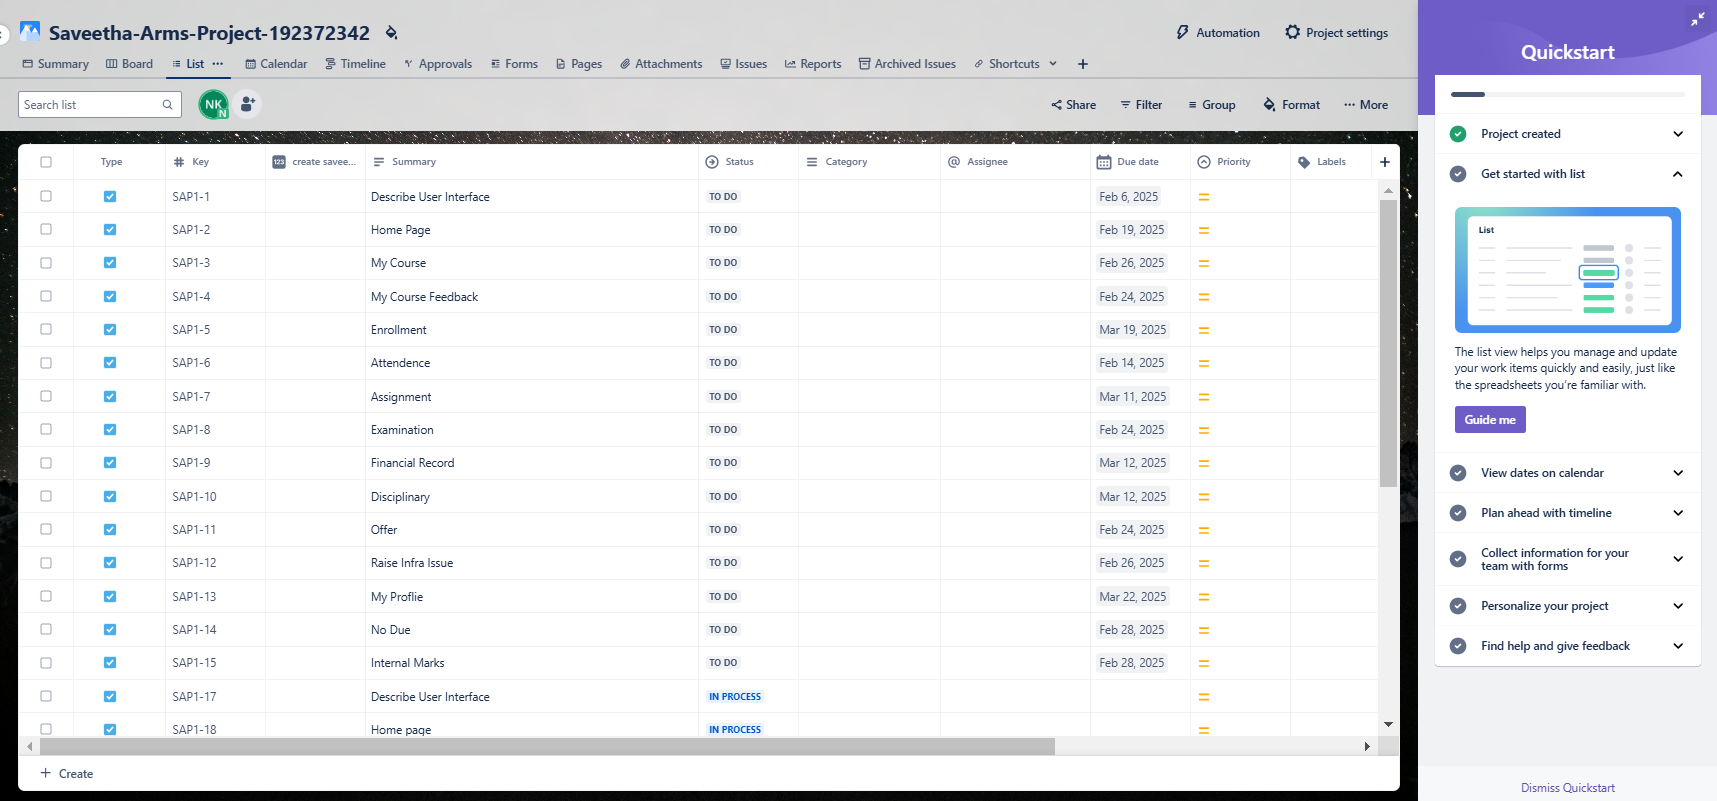 Saveetha-Arms-Project-192372342
Automation
Project settings
Summary Board List Calendar Timeline Approvals Forms Pages Attachments Issues Reports Archived Issues Shortcuts
Search list
NK
N
Share Filter Group Format More
Type Key 123 create savee... Summary Status Category Assignee Due date Priority Labels
SAP1-1 Describe User Interface TO DO Feb 6, 2025
SAP1-2 Home Page TO DO Feb 19, 2025
SAP1-3 My Course TO DO Feb 26, 2025
SAP1-4 My Course Feedback TO DO Feb 24, 2025
SAP1-5 Enrollment TO DO Mar 19, 2025
SAP1-6 Attendence TO DO Feb 14, 2025
SAP1-7 Assignment TO DO Mar 11, 2025
SAP1-8 Examination TO DO Feb 24, 2025
SAP1-9 Financial Record TO DO Mar 12, 2025
SAP1-10 Disciplinary TO DO Mar 12, 2025
SAP1-11 Offer TO DO Feb 24, 2025
SAP1-12 Raise Infra Issue TO DO Feb 26, 2025
SAP1-13 My Proflie TO DO Mar 22, 2025
SAP1-14 No Due TO DO Feb 28, 2025
SAP1-15 Internal Marks TO DO Feb 28, 2025
SAP1-17 Describe User Interface IN PROCESS
SAP1-18 Home page IN PROCESS
+ Create
Quickstart
Project created
Get started with list
List
The list view helps you manage and update
your work items quickly and easily, just like
the spreadsheets you're familiar with.
Guide me
View dates on calendar
Plan ahead with timeline
Collect information for your
team with forms
Personalize your project
Find help and give feedback
Dismiss Quickstart